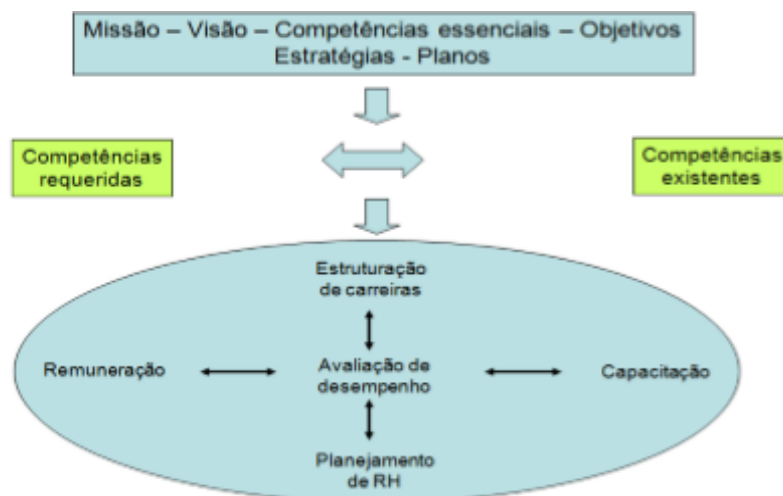 Missão – Visão – Competências essenciais – Objetivos
Estratégias - Planos
Competências
requeridas
Competências
existentes
Estruturação
de carreiras
Remuneração
Avaliação de
desempenho
Capacitação
Planejamento
de RH